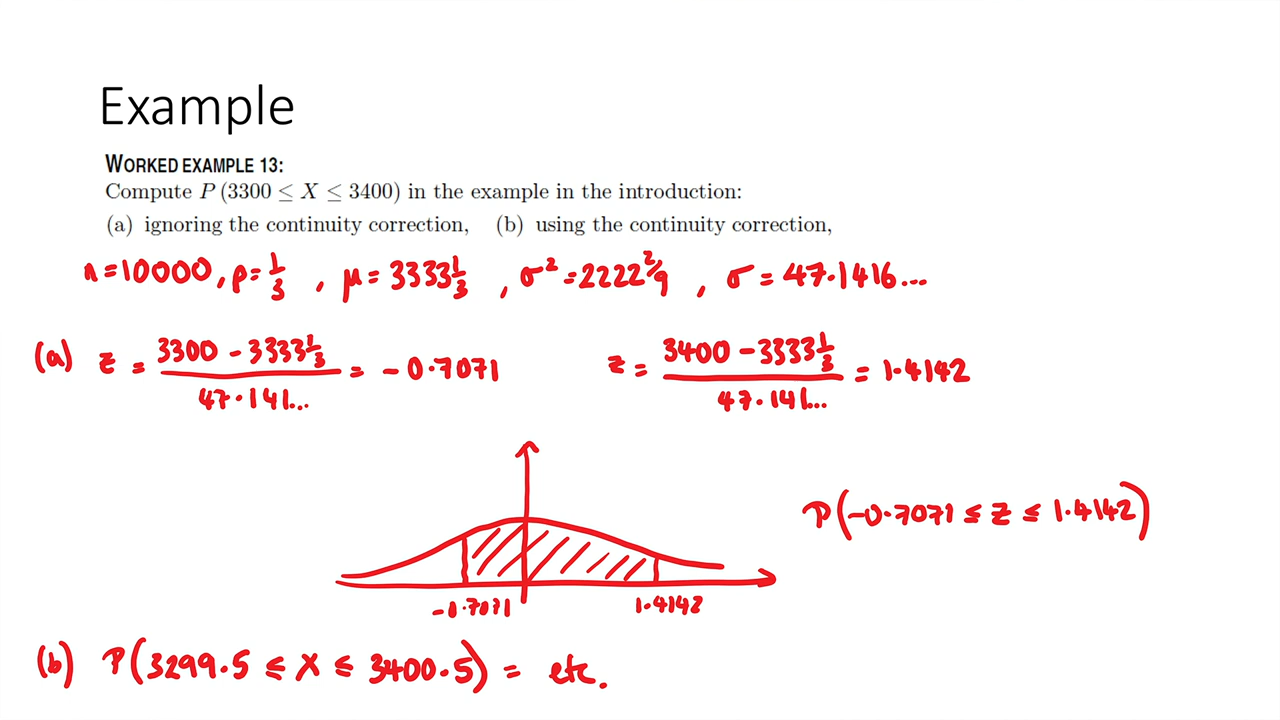 Example
WORKED EXAMPLE 13:
Compute P (3300 ≤ X ≤ 3400) in the example in the introduction:
(a) ignoring the continuity correction, (b) using the continuity correction,
n=10000, p=1/3, μ=3333 1/3, σ²=2222 2/9, σ=47.1416...
(a) z = (3300 - 3333 1/3)/(47.141...) = -0.7071 z = (3400 - 3333 1/3)/(47.141...) = 1.4142
P(-0.7071 ≤ z ≤ 1.4142)
-0.7071 1.4142
(b) P(3299.5 ≤ X ≤ 3400.5) = etc.